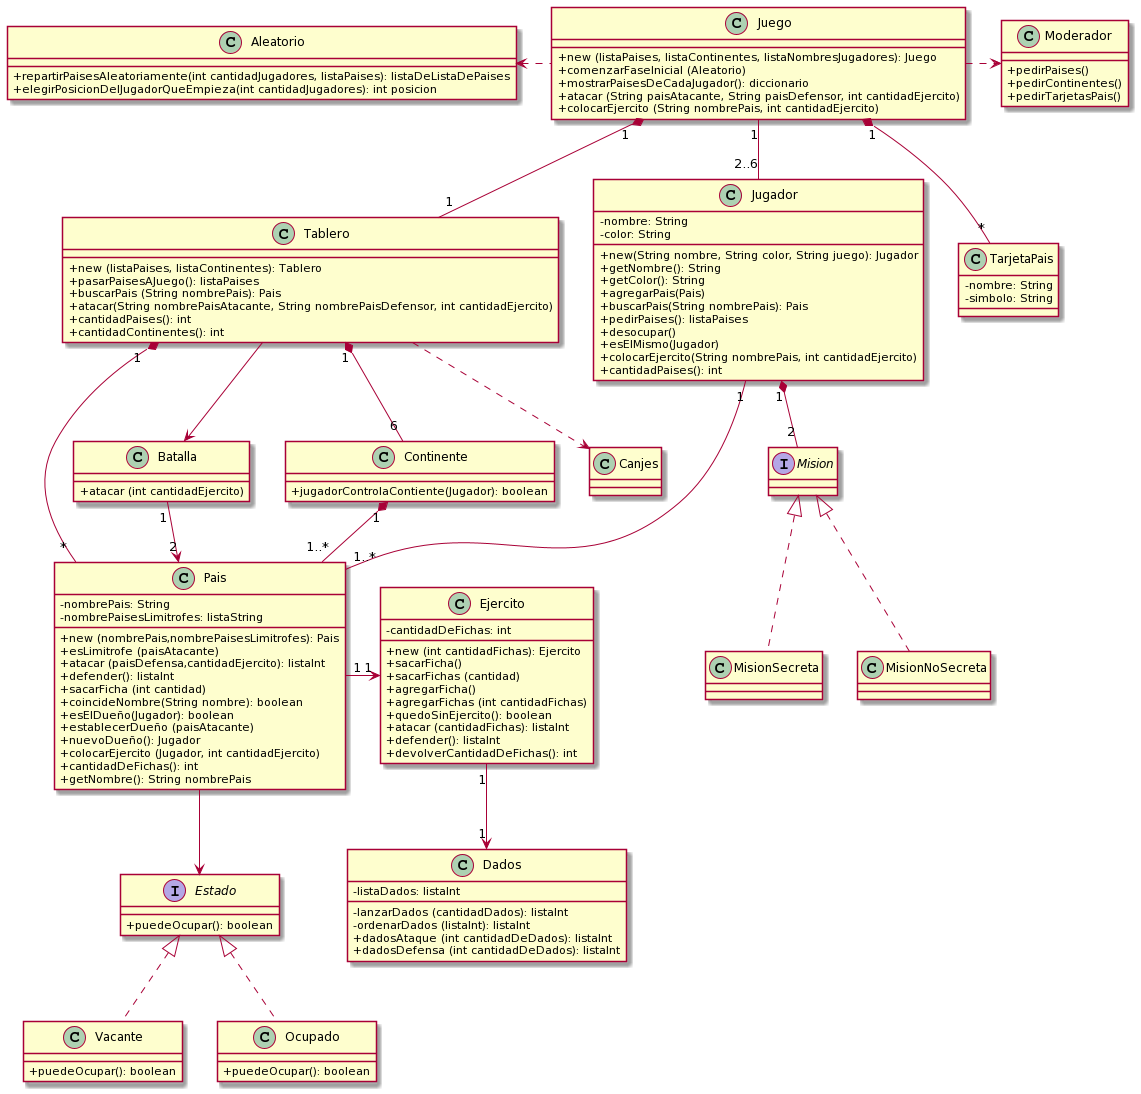 Aleatorio
+repartirPaisesAleatoriamente(int cantidadJugadores, listaPaises): listaDeListaDePaises
+elegirPosicionDelJugadorQueEmpieza(int cantidadJugadores): int posicion
Juego
+new (listaPaises, listaContinentes, listaNombresJugadores): Juego
+comenzarFaseInicial (Aleatorio)
+mostrarPaisesDeCadaJugador(): diccionario
+atacar (String paisAtacante, String paisDefensor, int cantidadEjercito)
+colocarEjercito (String nombrePais, int cantidadEjercito)
Moderador
+pedirPaises()
+pedirContinentes()
+pedirTarjetasPais()
1
1
1
2..6
1
1
*
Tablero
+new (listaPaises, listaContinentes): Tablero
+pasarPaisesAJuego(): listaPaises
+buscarPais (String nombrePais): Pais
+atacar(String nombrePaisAtacante, String nombrePaisDefensor, int cantidadEjercito)
+cantidadPaises(): int
+cantidadContinentes(): int
Jugador
-nombre: String
-color: String
+new(String nombre, String color, String juego): Jugador
+getNombre(): String
+getColor(): String
+agregarPais(Pais)
+buscarPais(String nombrePais): Pais
+pedirPaises(): listaPaises
+desocupar()
+esElMismo(Jugador)
+colocarEjercito(String nombrePais, int cantidadEjercito)
+cantidadPaises(): int
TarjetaPais
-nombre: String
-simbolo: String
1
1
1
1
6
2
Batalla
+atacar (int cantidadEjercito)
Continente
+jugadorControlaContiente(Jugador): boolean
Canjes
Mision
1
1
*
2
1..*
1..*
Pais
-nombrePais: String
-nombrePaisesLimitrofes: listaString
+new (nombrePais,nombrePaisesLimitrofes): Pais
+esLimitrofe (paisAtacante)
+atacar (paisDefensa,cantidadEjercito): listaInt
+defender(): listaInt
+sacarFicha (int cantidad)
+coincideNombre(String nombre): boolean
+esElDueño(Jugador): boolean
+establecerDueño (paisAtacante)
+nuevoDueño(): Jugador
+colocarEjercito (Jugador, int cantidadEjercito)
+cantidadDeFichas(): int
+getNombre(): String nombrePais
1 1
Ejercito
-cantidadDeFichas: int
+new (int cantidadFichas): Ejercito
+sacarFicha()
+sacarFichas (cantidad)
+agregarFicha()
+agregarFichas (int cantidadFichas)
+quedoSinEjercito(): boolean
+atacar (cantidadFichas): listaInt
+defender(): listaInt
+devolverCantidadDeFichas(): int
MisionSecreta
MisionNoSecreta
1
1
Estado
+puedeOcupar(): boolean
Dados
-listaDados: listaInt
-lanzarDados (cantidadDados): listaInt
-ordenarDados (listaInt): listaInt
+dadosAtaque (int cantidadDeDados): listaInt
+dadosDefensa (int cantidadDeDados): listaInt
Vacante
+puedeOcupar(): boolean
Ocupado
+puedeOcupar(): boolean